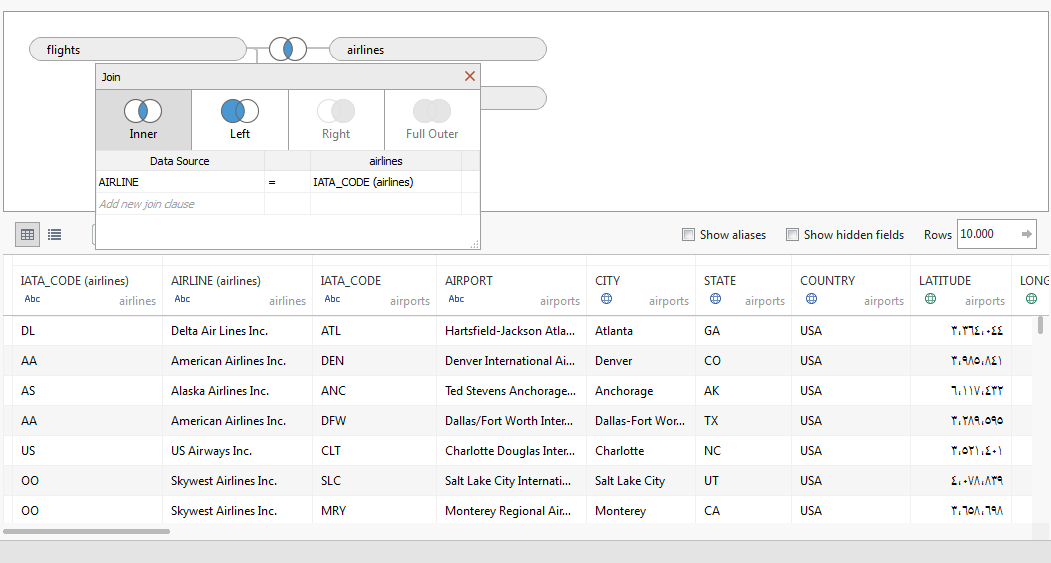 flights airlines
Join
Inner Left Right Full Outer
Data Source airlines
AIRLINE = IATA_CODE (airlines)
Add new join clause
Show aliases Show hidden fields Rows 10.000
IATA_CODE (airlines) AIRLINE (airlines) IATA_CODE AIRPORT CITY STATE COUNTRY LATITUDE LONG
Abc airlines Abc airlines Abc airports Abc airports airports airports airports airports
DL Delta Air Lines Inc. ATL Hartsfield-Jackson Atla... Atlanta GA USA ٣،٣٦٤،٠٤٤
AA American Airlines Inc. DEN Denver International Ai... Denver CO USA ٣،٩٨٥،٨٤١
AS Alaska Airlines Inc. ANC Ted Stevens Anchorage... Anchorage AK USA ٦،١١٧،٤٣٢
AA American Airlines Inc. DFW Dallas/Fort Worth Inter... Dallas-Fort Wor... TX USA ٣،٢٨٩،٥٩٥
US US Airways Inc. CLT Charlotte Douglas Inter... Charlotte NC USA ٣،٥٢١،٤٠١
OO Skywest Airlines Inc. SLC Salt Lake City Internati... Salt Lake City UT USA ٤،٠٧٨،٨٣٩
OO Skywest Airlines Inc. MRY Monterey Regional Air... Monterey CA USA ٣،٦٥٨،٦٩٨